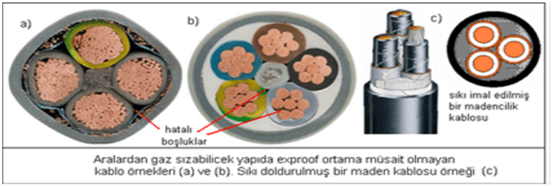 a)
b)
c)
hatalı
boşluklar
sıkı imal edilmiş
bir madencilik
kablosu
Aralardan gaz sızabilicek yapıda exproof ortama müsait olmayan
kablo örnekleri (a) ve (b). Sıkı doldurulmuş bir maden kablosu örneği (c)